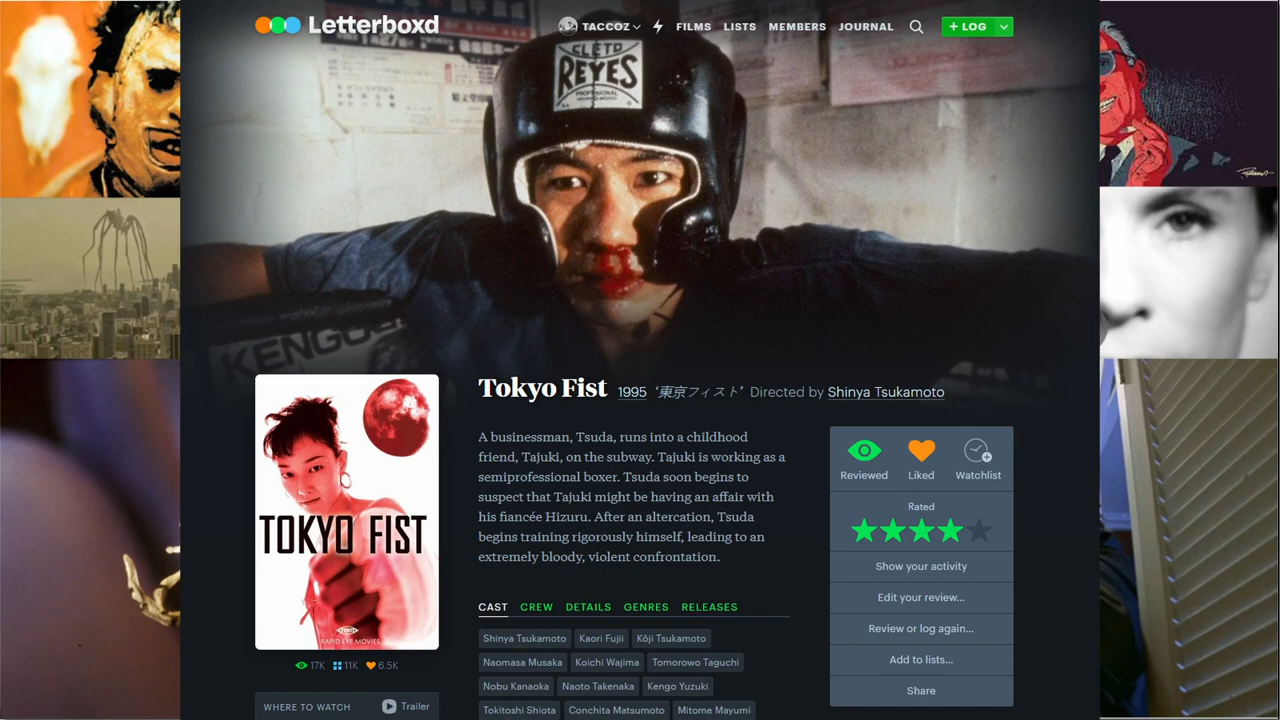 Letterboxd
TACCOZ FILMS LISTS MEMBERS JOURNAL + LOG
CLETO
REYES
PROFESSIONAL
KENGO
Tokyo Fist 1995 ‘東京フィスト’ Directed by Shinya Tsukamoto
A businessman, Tsuda, runs into a childhood
friend, Tajuki, on the subway. Tajuki is working as a
semiprofessional boxer. Tsuda soon begins to
suspect that Tajuki might be having an affair with
his fiancée Hizuru. After an altercation, Tsuda
begins training rigorously himself, leading to an
extremely bloody, violent confrontation.
Reviewed Liked Watchlist
Rated
Show your activity
Edit your review...
Review or log again...
Add to lists...
Share
TOKYO FIST
RAPID EYE MOVIES
17K 11K 6.5K
WHERE TO WATCH Trailer
CAST CREW DETAILS GENRES RELEASES
Shinya Tsukamoto Kaori Fujii Kōji Tsukamoto
Naomasa Musaka Koichi Wajima Tomorowo Taguchi
Nobu Kanaoka Naoto Takenaka Kengo Yuzuki
Tokitoshi Shiota Conchita Matsumoto Mitome Mayumi